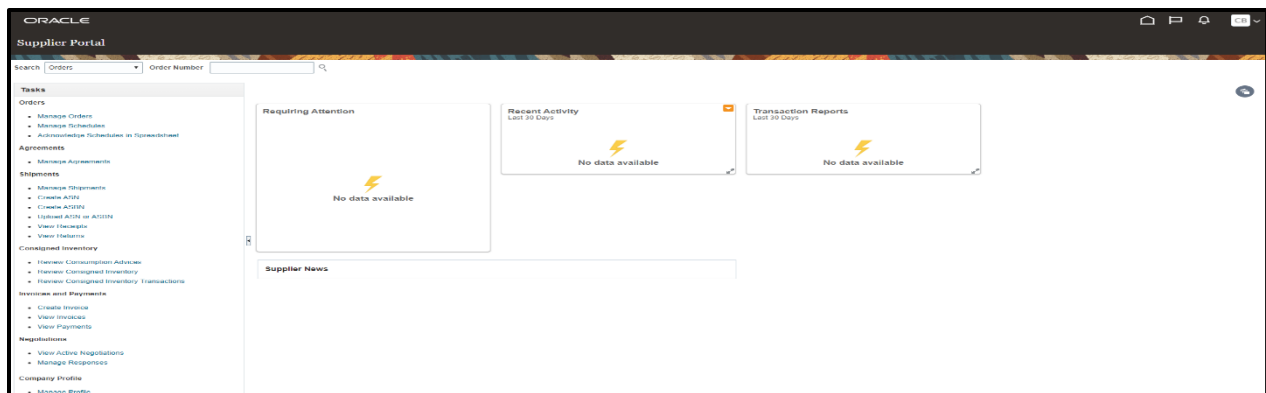 ORACLE
CB
Supplier Portal
Search Orders Order Number
Tasks
Orders
Manage Orders
Manage Schedules
Acknowledge Schedules in Spreadsheet
Agreements
Manage Agreements
Shipments
Manage Shipments
Create ASN
Create ASBN
Upload ASN or ASBN
View Receipts
View Returns
Consigned Inventory
Review Consumption Advices
Review Consigned Inventory
Review Consigned Inventory Transactions
Invoices and Payments
Create Invoice
View Invoices
View Payments
Negotiations
View Active Negotiations
Manage Responses
Company Profile
Manage Profile
Requiring Attention
No data available
Recent Activity
Last 30 Days
No data available
Transaction Reports
Last 30 Days
No data available
Supplier News